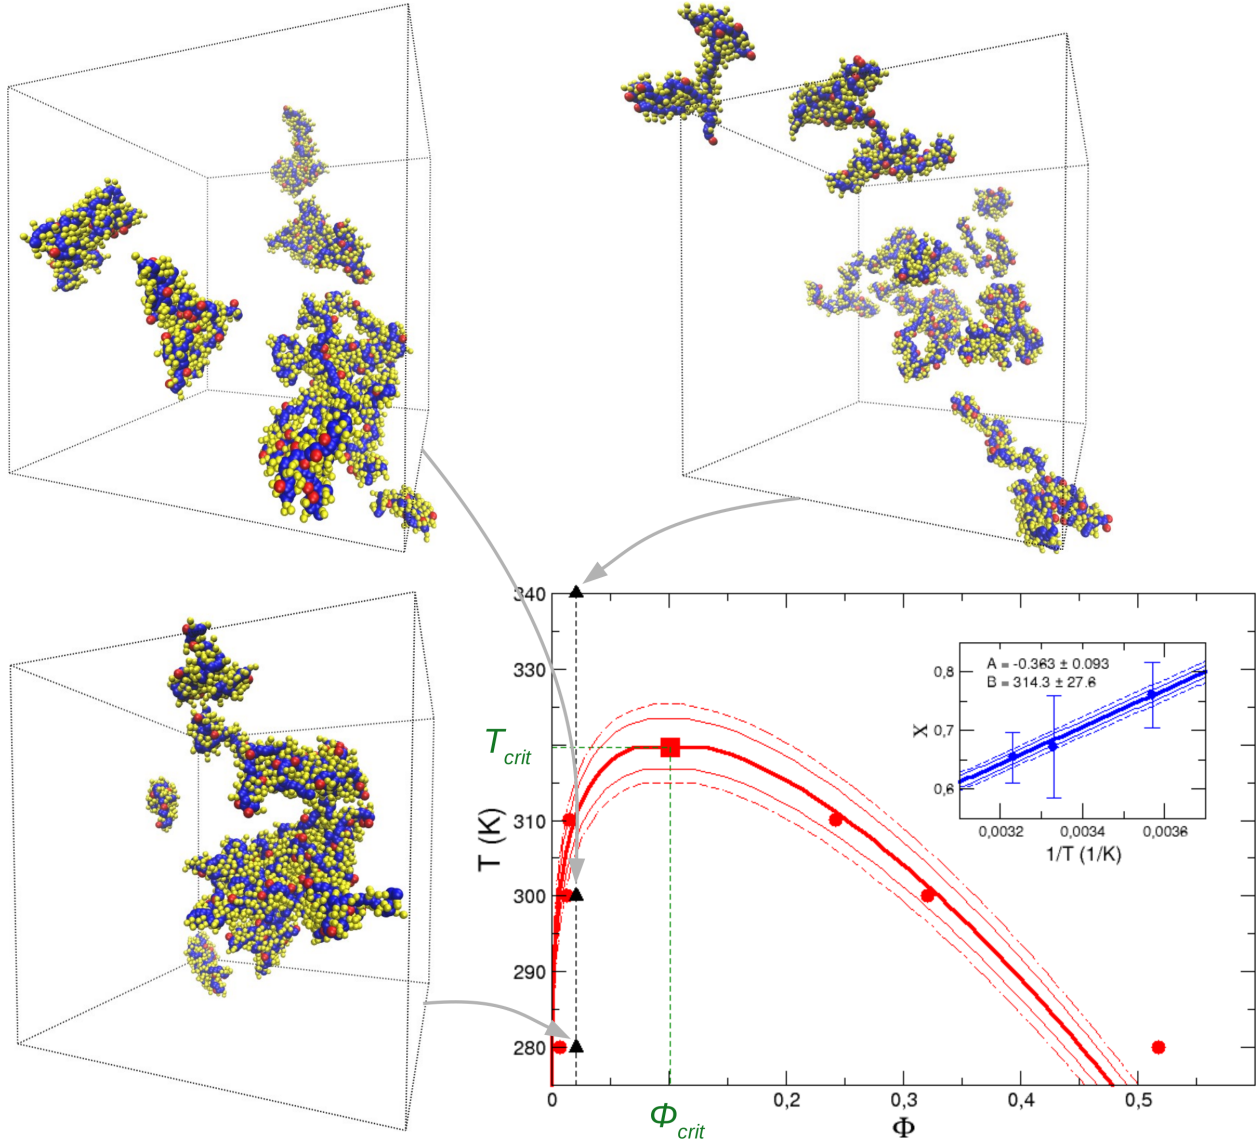 340
330
310
300
290
280
T_crit
T (K)
0
0,2
0,3
0,4
0,5
Φ_crit
Φ
A = -0.363 ± 0.093
B = 314.3 ± 27.6
0,8
0,7
0,6
X
0,0032
0,0034
0,0036
1/T (1/K)